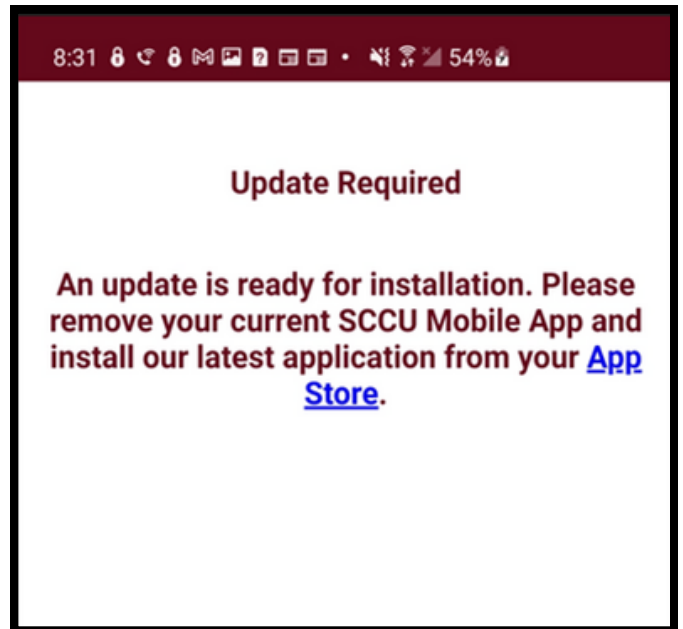 8:31 54%
Update Required
An update is ready for installation. Please
remove your current SCCU Mobile App and
install our latest application from your App
Store.